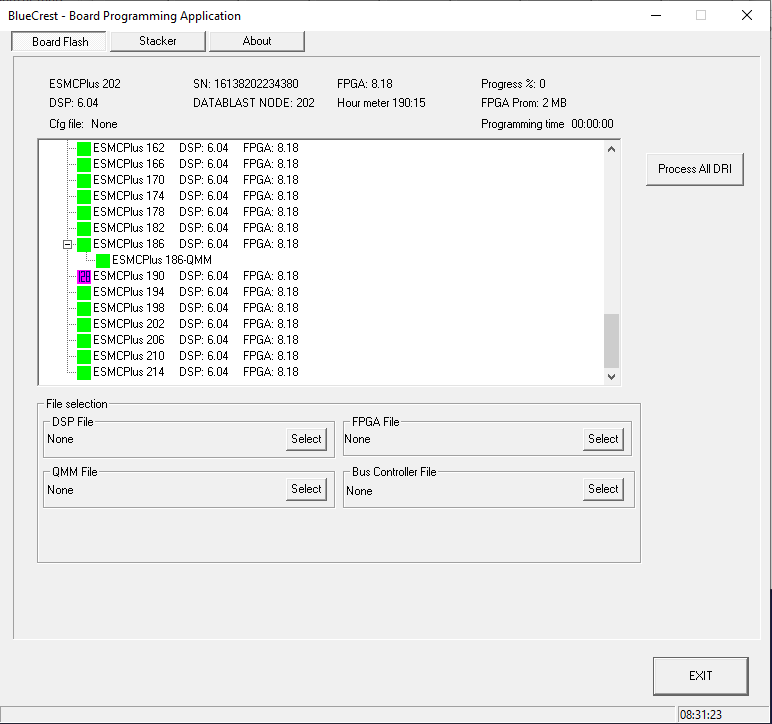 BlueCrest - Board Programming Application
Board Flash Stacker About
ESMCPlus 202 SN: 16138202234380 FPGA: 8.18 Progress %: 0
DSP: 6.04 DATABLAST NODE: 202 Hour meter 190:15 FPGA Prom: 2 MB
Cfg file: None Programming time 00:00:00
ESMCPlus 162 DSP: 6.04 FPGA: 8.18
ESMCPlus 166 DSP: 6.04 FPGA: 8.18
ESMCPlus 170 DSP: 6.04 FPGA: 8.18
ESMCPlus 174 DSP: 6.04 FPGA: 8.18
ESMCPlus 178 DSP: 6.04 FPGA: 8.18
ESMCPlus 182 DSP: 6.04 FPGA: 8.18
ESMCPlus 186 DSP: 6.04 FPGA: 8.18
ESMCPlus 186-QMM
ESMCPlus 190 DSP: 6.04 FPGA: 8.18
ESMCPlus 194 DSP: 6.04 FPGA: 8.18
ESMCPlus 198 DSP: 6.04 FPGA: 8.18
ESMCPlus 202 DSP: 6.04 FPGA: 8.18
ESMCPlus 206 DSP: 6.04 FPGA: 8.18
ESMCPlus 210 DSP: 6.04 FPGA: 8.18
ESMCPlus 214 DSP: 6.04 FPGA: 8.18
Process All DRI
File selection
DSP File
None Select
FPGA File
None Select
QMM File
None Select
Bus Controller File
None Select
EXIT
08:31:23